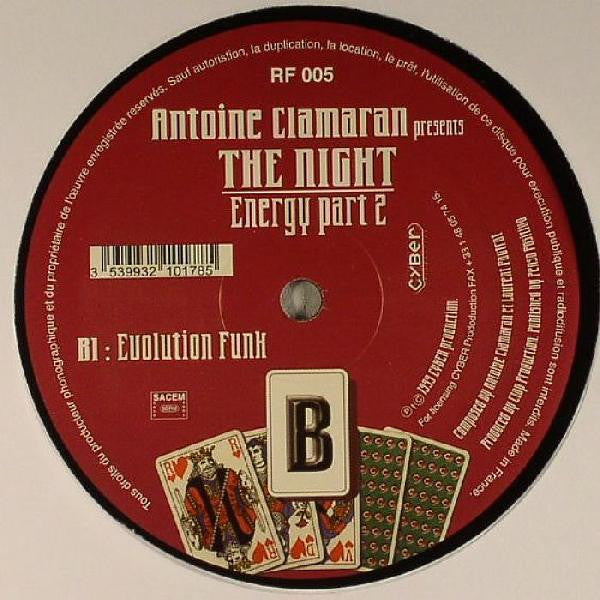 Tous droits du producteur phonographique et du propriétaire de l'œuvre enregistrée réservés. Sauf autorisation, la duplication, la location, le prêt, l'utilisation de ce disque pour exécution publique et radiodiffusion sont interdits. Made in France.
RF 005
Antoine Clamaran presents
THE NIGHT
Energy part 2
CYBER
3 539932 101785
B1 : Evolution Funk
SACEM
Composed by Antoine Clamaran et Laurent
Produced by Clap Production. Published by
℗ © 1999 CYBER production.
For licensing CYBER Production FAX +33 1 48 05 74 16.
B
R
R
D
V